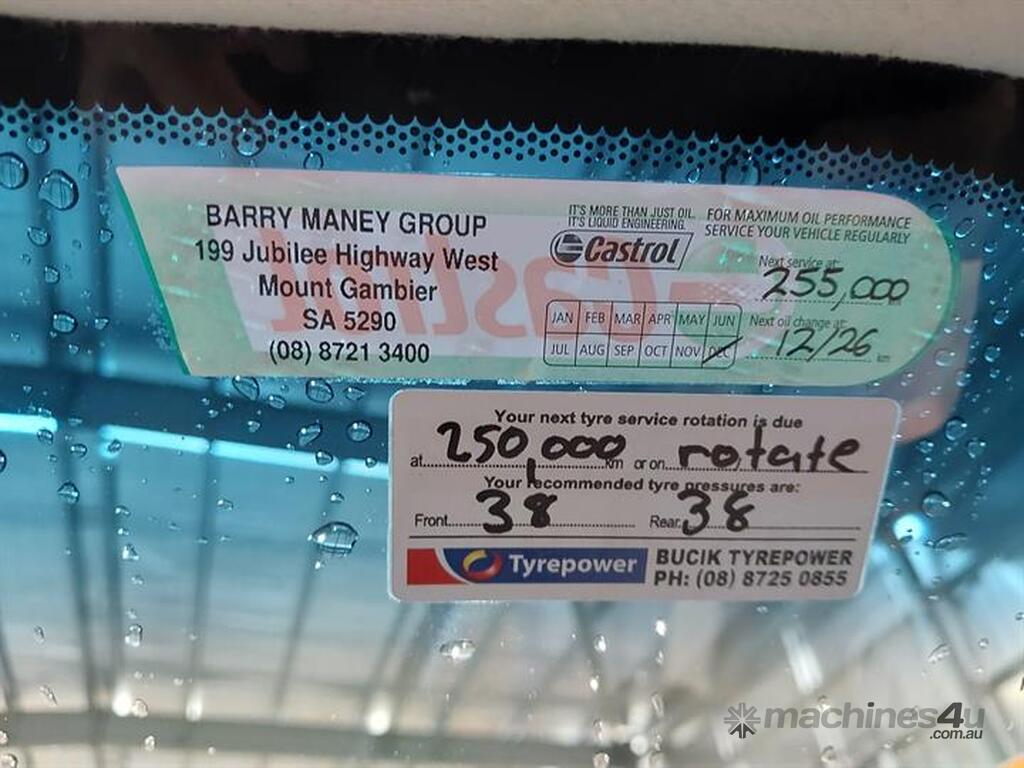 BARRY MANEY GROUP
199 Jubilee Highway West
Mount Gambier
SA 5290
(08) 8721 3400
IT'S MORE THAN JUST OIL.
IT'S LIQUID ENGINEERING.
Castrol
FOR MAXIMUM OIL PERFORMANCE
SERVICE YOUR VEHICLE REGULARLY
Next service at:
255,000
JAN FEB MAR APR MAY JUN
JUL AUG SEP OCT NOV DEC
Next oil change at:
12/26 km
Castrol
Your next tyre service rotation is due
at 250,000 km or on rotate
Your recommended tyre pressures are:
Front 38 Rear 38
Tyrepower
BUCIK TYREPOWER
PH: (08) 8725 0855
machines4u
.com.au